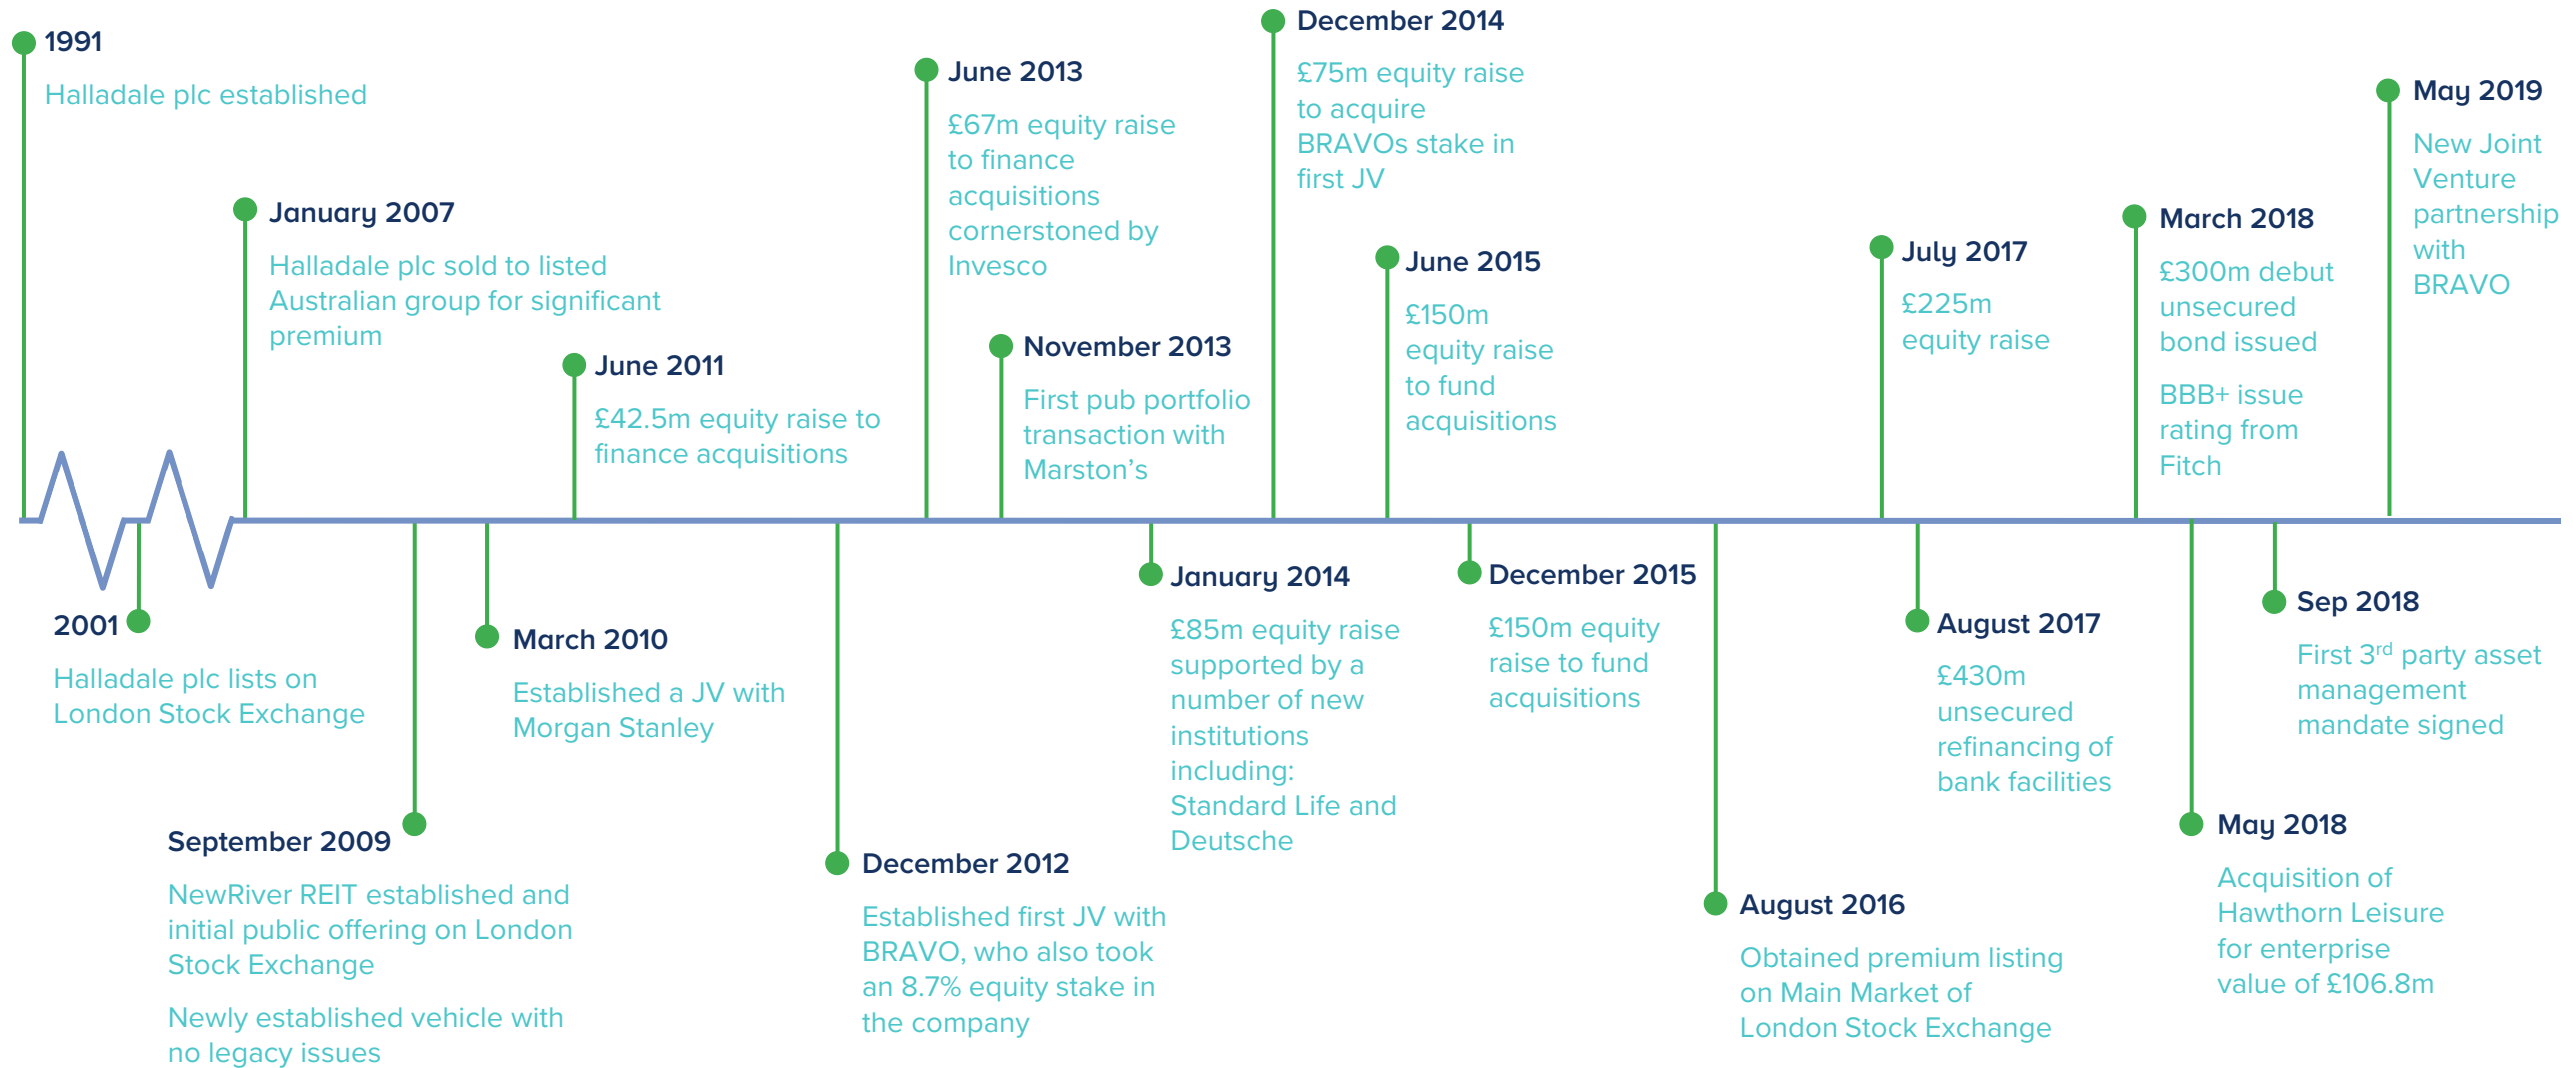 1991
Halladale plc established
2001
Halladale plc lists on
London Stock Exchange
January 2007
Halladale plc sold to listed
Australian group for significant
premium
September 2009
NewRiver REIT established and
initial public offering on London
Stock Exchange
Newly established vehicle with
no legacy issues
March 2010
Established a JV with
Morgan Stanley
June 2011
£42.5m equity raise to
finance acquisitions
December 2012
Established first JV with
BRAVO, who also took
an 8.7% equity stake in
the company
June 2013
£67m equity raise
to finance
acquisitions
cornerstoned by
Invesco
November 2013
First pub portfolio
transaction with
Marston’s
January 2014
£85m equity raise
supported by a
number of new
institutions
including:
Standard Life and
Deutsche
December 2014
£75m equity raise
to acquire
BRAVOs stake in
first JV
June 2015
£150m
equity raise
to fund
acquisitions
December 2015
£150m equity
raise to fund
acquisitions
August 2016
Obtained premium listing
on Main Market of
London Stock Exchange
July 2017
£225m
equity raise
August 2017
£430m
unsecured
refinancing of
bank facilities
March 2018
£300m debut
unsecured
bond issued
BBB+ issue
rating from
Fitch
May 2018
Acquisition of
Hawthorn Leisure
for enterprise
value of £106.8m
Sep 2018
First 3rd party asset
management
mandate signed
May 2019
New Joint
Venture
partnership
with
BRAVO